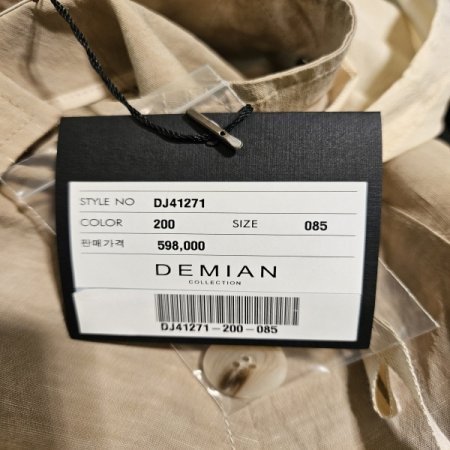 STYLE NO DJ41271
COLOR 200 SIZE 085
판매가격 598,000
DEMIAN
COLLECTION
DJ41271-200-085